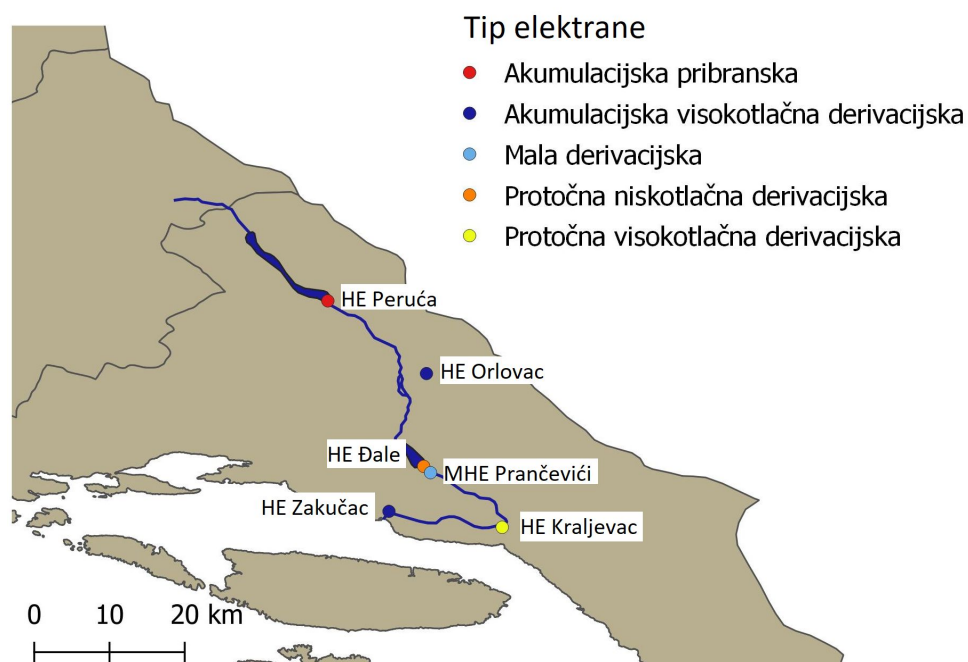 Tip elektrane
Akumulacijska pribranska
Akumulacijska visokotlačna derivacijska
Mala derivacijska
Protočna niskotlačna derivacijska
Protočna visokotlačna derivacijska
HE Peruća
HE Orlovac
HE Đale
MHE Prančevići
HE Zakučac
HE Kraljevac
0 10 20 km